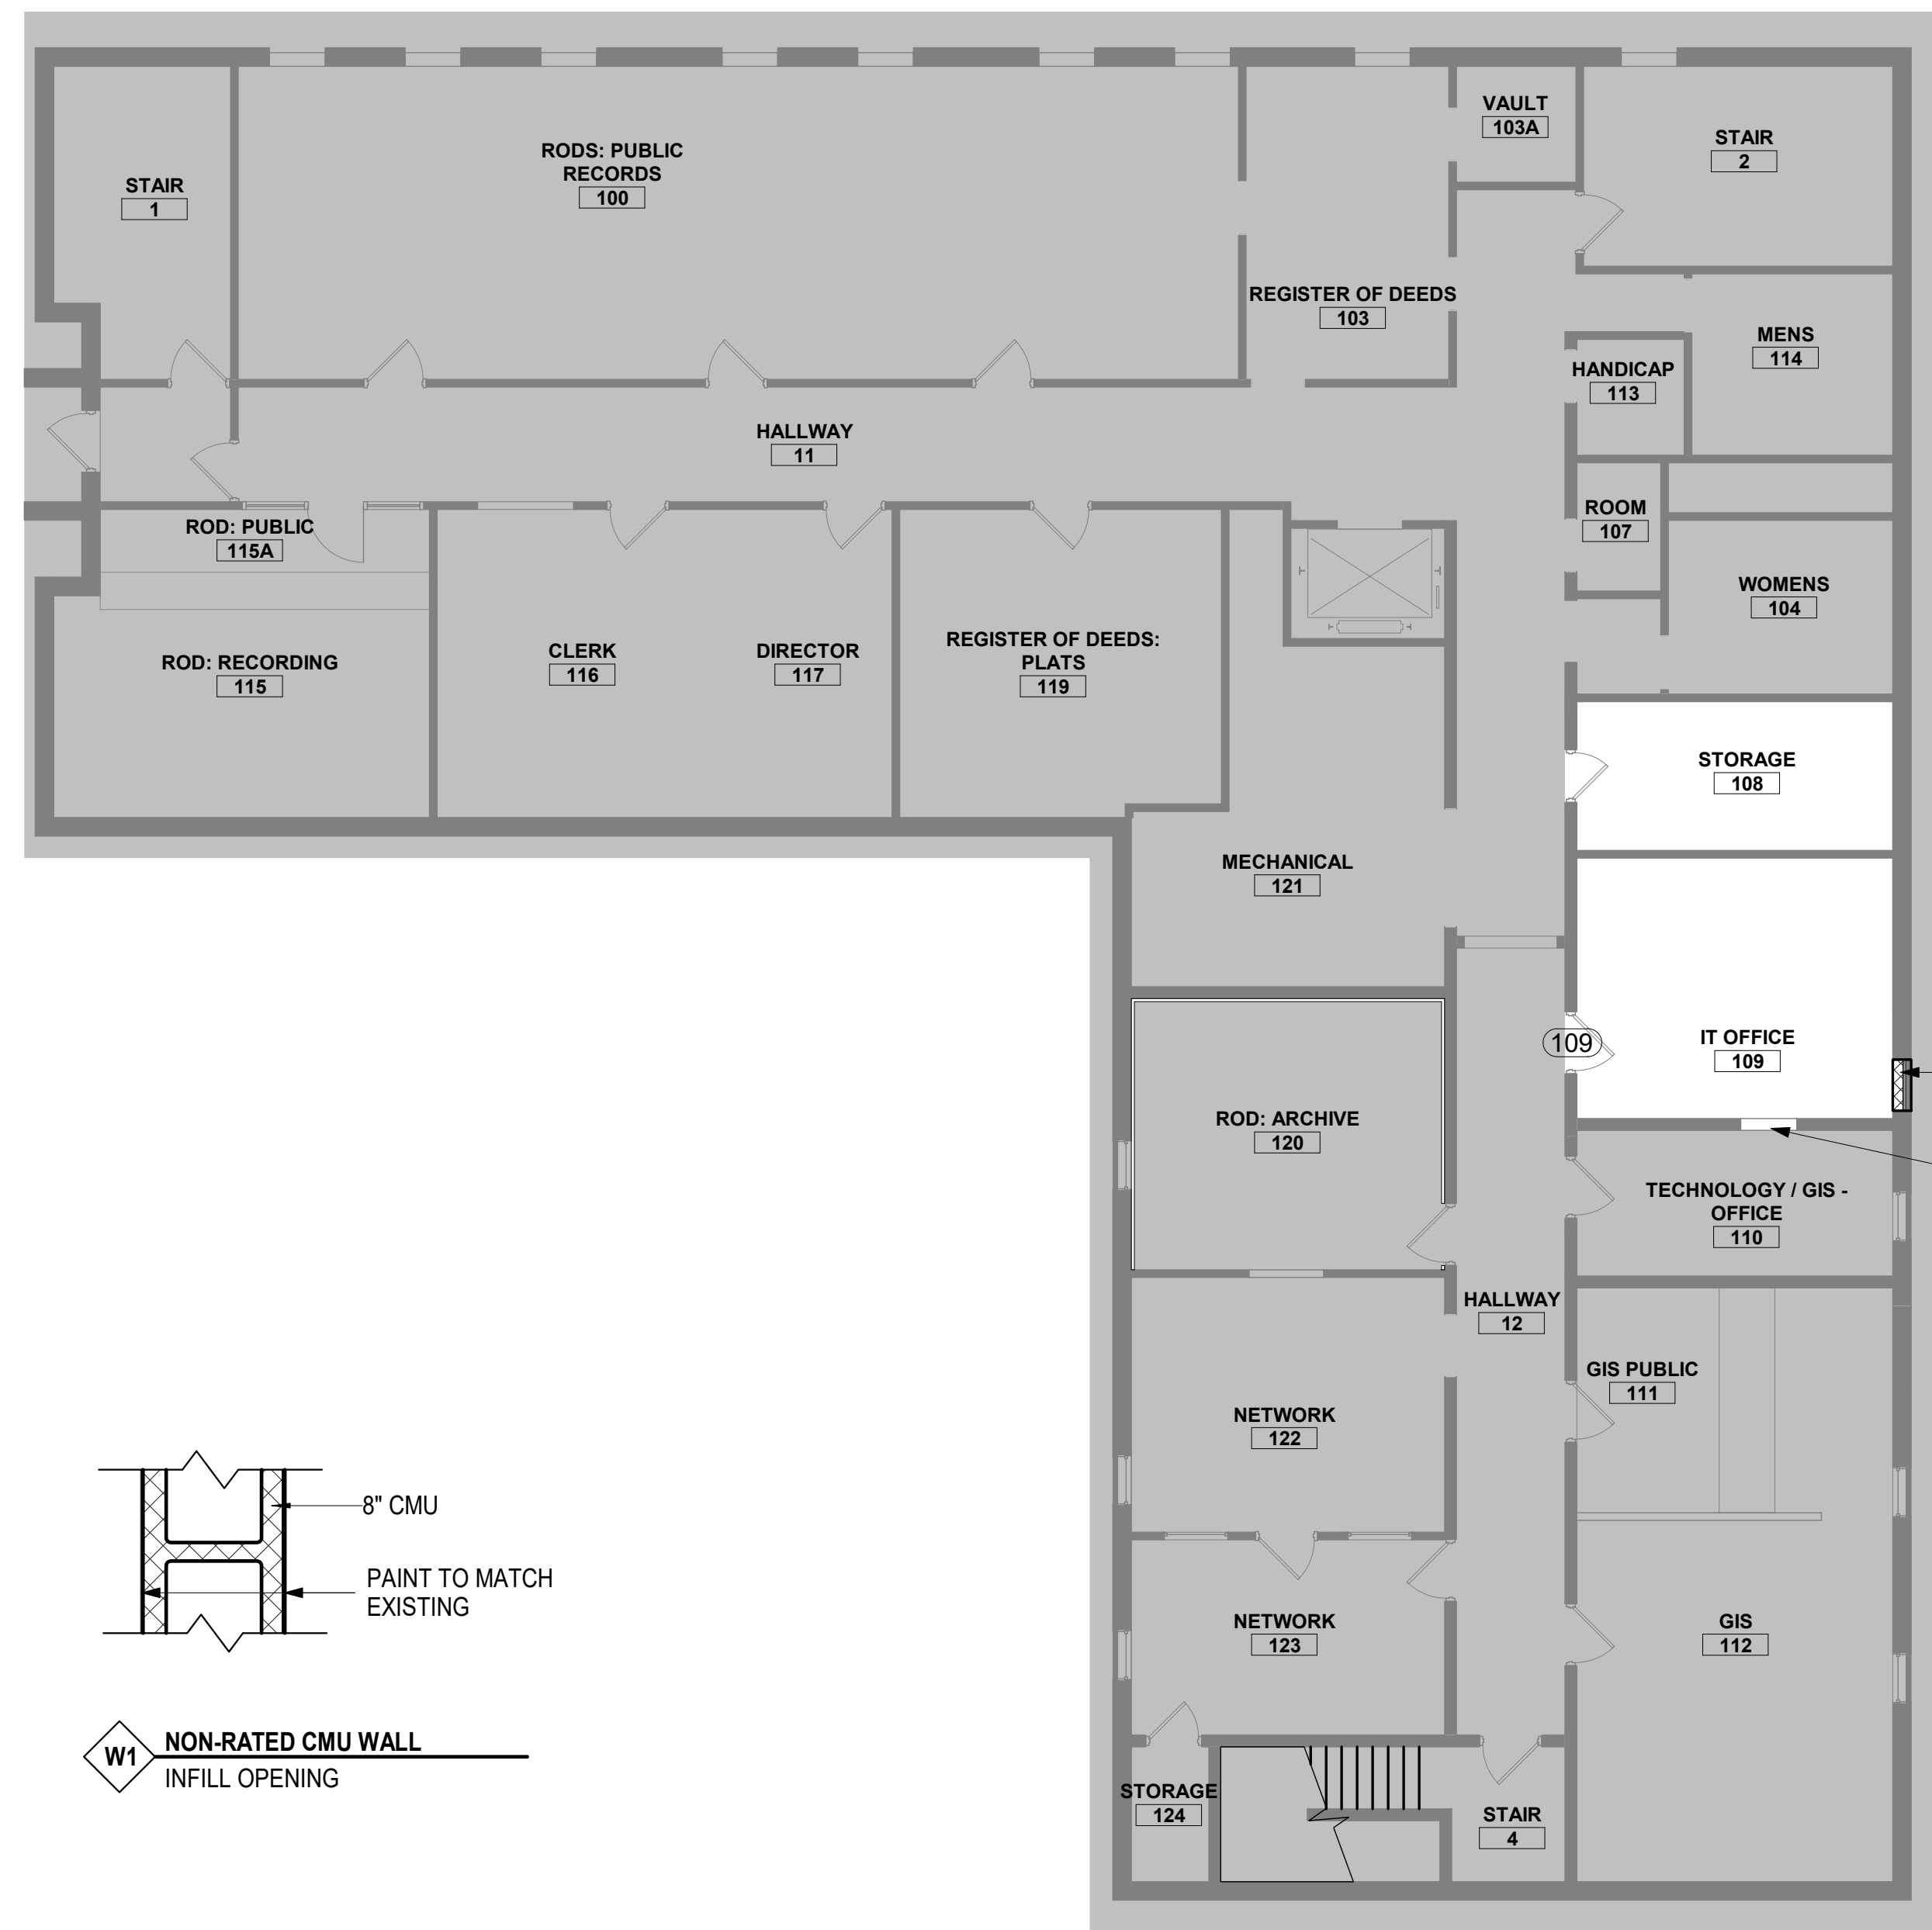 VAULT
103A
STAIR
2
RODS: PUBLIC
RECORDS
100
STAIR
1
REGISTER OF DEEDS
103
MENS
114
HANDICAP
113
HALLWAY
11
ROOM
107
ROD: PUBLIC
115A
WOMENS
104
REGISTER OF DEEDS:
PLATS
119
CLERK
116
DIRECTOR
117
ROD: RECORDING
115
STORAGE
108
MECHANICAL
121
109
IT OFFICE
109
ROD: ARCHIVE
120
TECHNOLOGY / GIS -
OFFICE
110
HALLWAY
12
GIS PUBLIC
111
NETWORK
122
8" CMU
PAINT TO MATCH
EXISTING
NETWORK
123
GIS
112
W1
NON-RATED CMU WALL
INFILL OPENING
STORAGE
124
STAIR
4